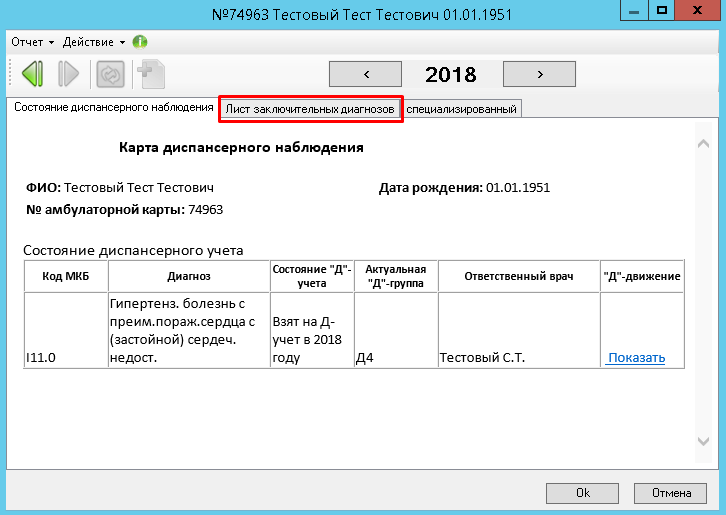 №74963 Тестовый Тест Тестович 01.01.1951
Отчет Действие
< 2018 >
Состояние диспансерного наблюдения Лист заключительных диагнозов специализированный
Карта диспансерного наблюдения
ФИО: Тестовый Тест Тестович Дата рождения: 01.01.1951
№ амбулаторной карты: 74963
Состояние диспансерного учета
Код МКБ Диагноз Состояние "Д"- Актуальная Ответственный врач "Д"-движение
учета "Д"-группа
Гипертенз. болезнь с
преим.пораж.сердца с Взят на Д-
(застойной) сердеч. учет в 2018
I11.0 недост. году Д4 Тестовый С.Т. Показать
Ok Отмена